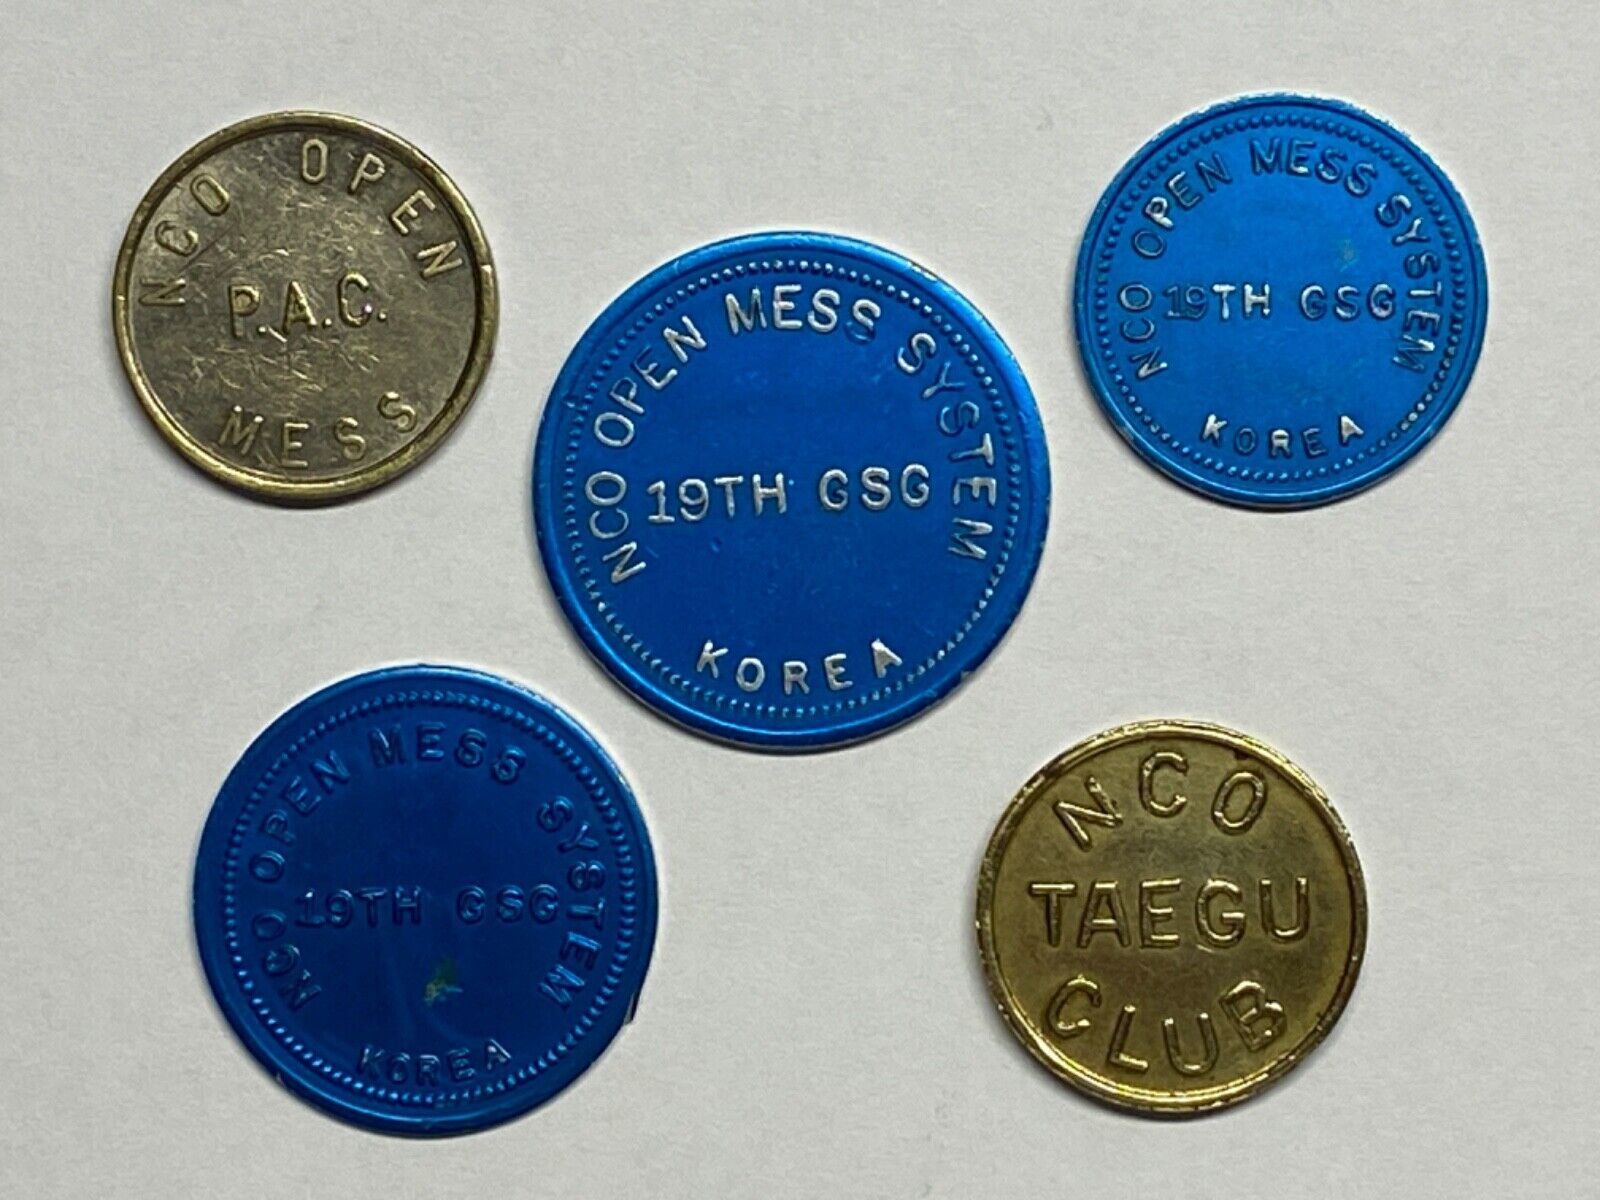 NCO OPEN
P.A.C.
MESS
NCO OPEN MESS SYSTEM
19TH GSG
KOREA
NCO OPEN MESS SYSTEM
19TH GSG
KOREA
NCO OPEN MESS SYSTEM
19TH GSG
KOREA
NCO
TAEGU
CLUB